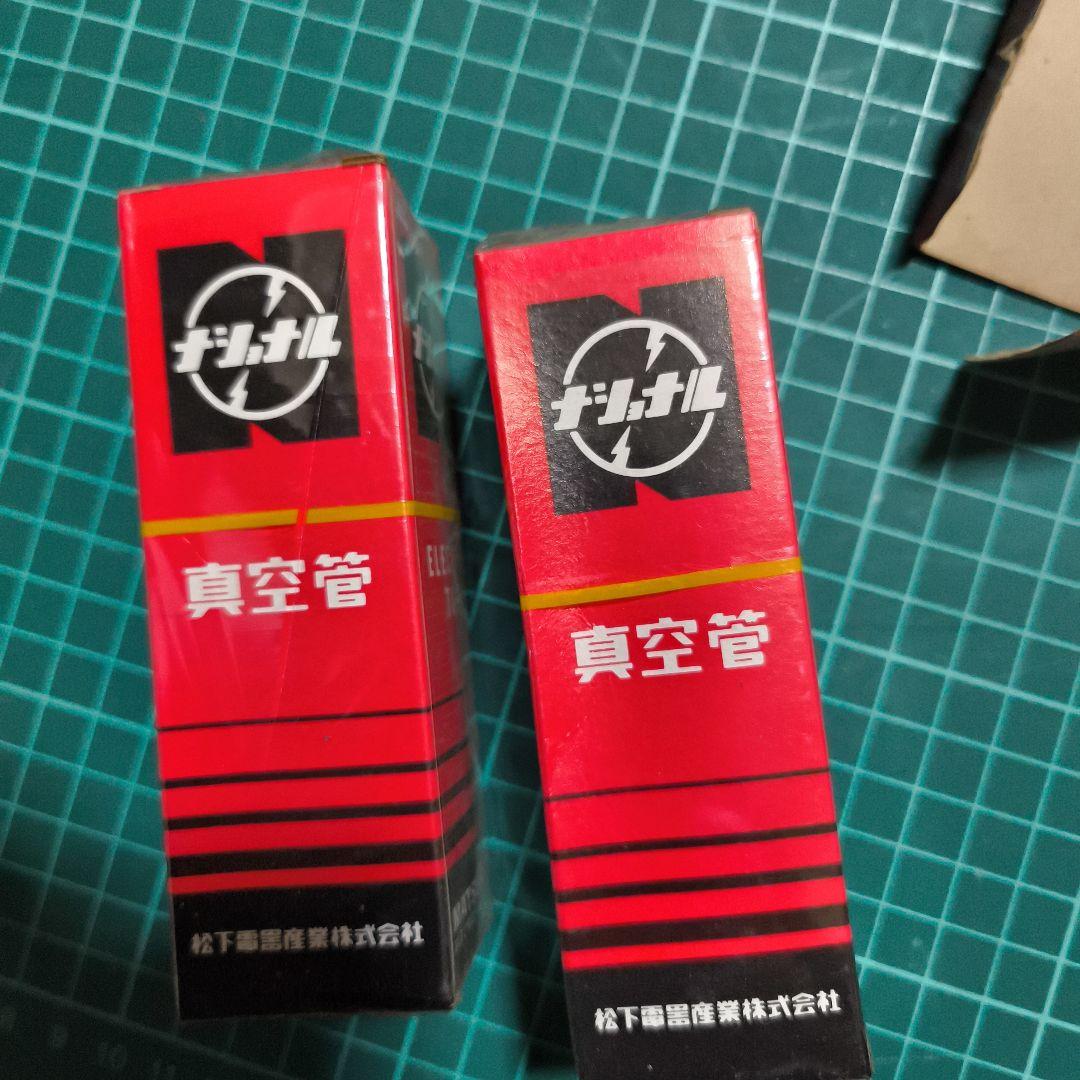 ナショナル
真空管
松下電器産業株式会社
ナショナル
真空管
松下電器産業株式会社